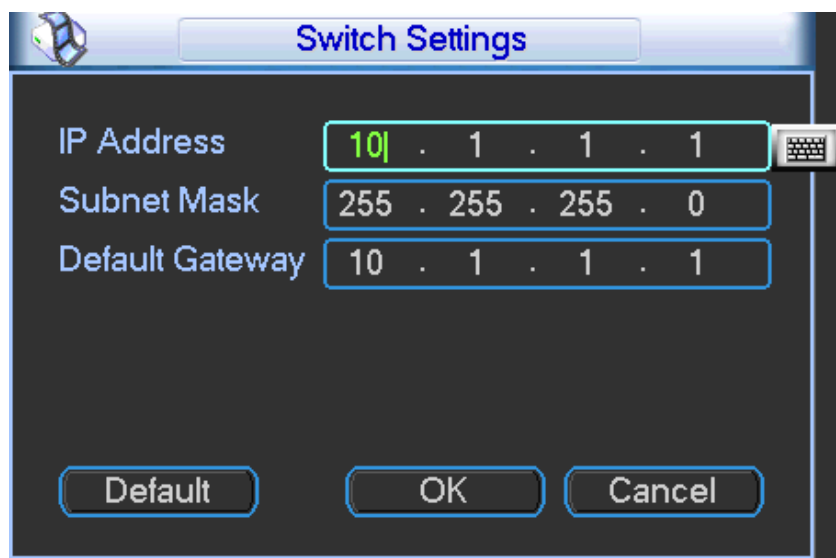 Switch Settings
IP Address 10 . 1 . 1 . 1
Subnet Mask 255 . 255 . 255 . 0
Default Gateway 10 . 1 . 1 . 1
Default OK Cancel